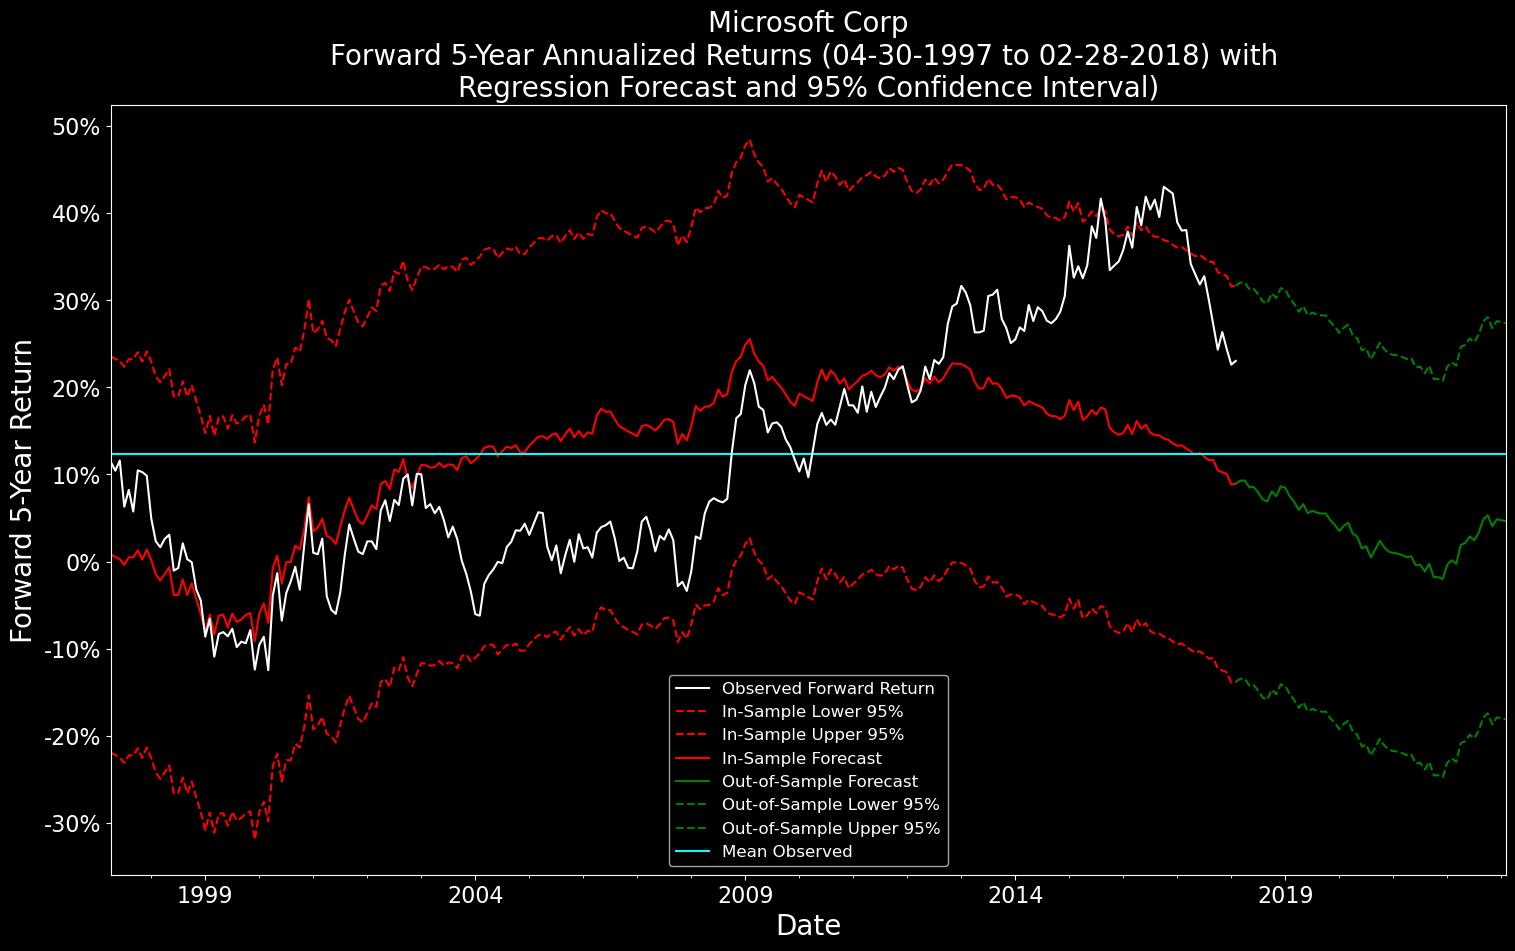 Microsoft Corp
Forward 5-Year Annualized Returns (04-30-1997 to 02-28-2018) with
Regression Forecast and 95% Confidence Interval)
Forward 5-Year Return
50%
40%
30%
20%
10%
0%
-10%
-20%
-30%
Observed Forward Return
In-Sample Lower 95%
In-Sample Upper 95%
In-Sample Forecast
Out-of-Sample Forecast
Out-of-Sample Lower 95%
Out-of-Sample Upper 95%
Mean Observed
1999
2004
2009
2014
2019
Date